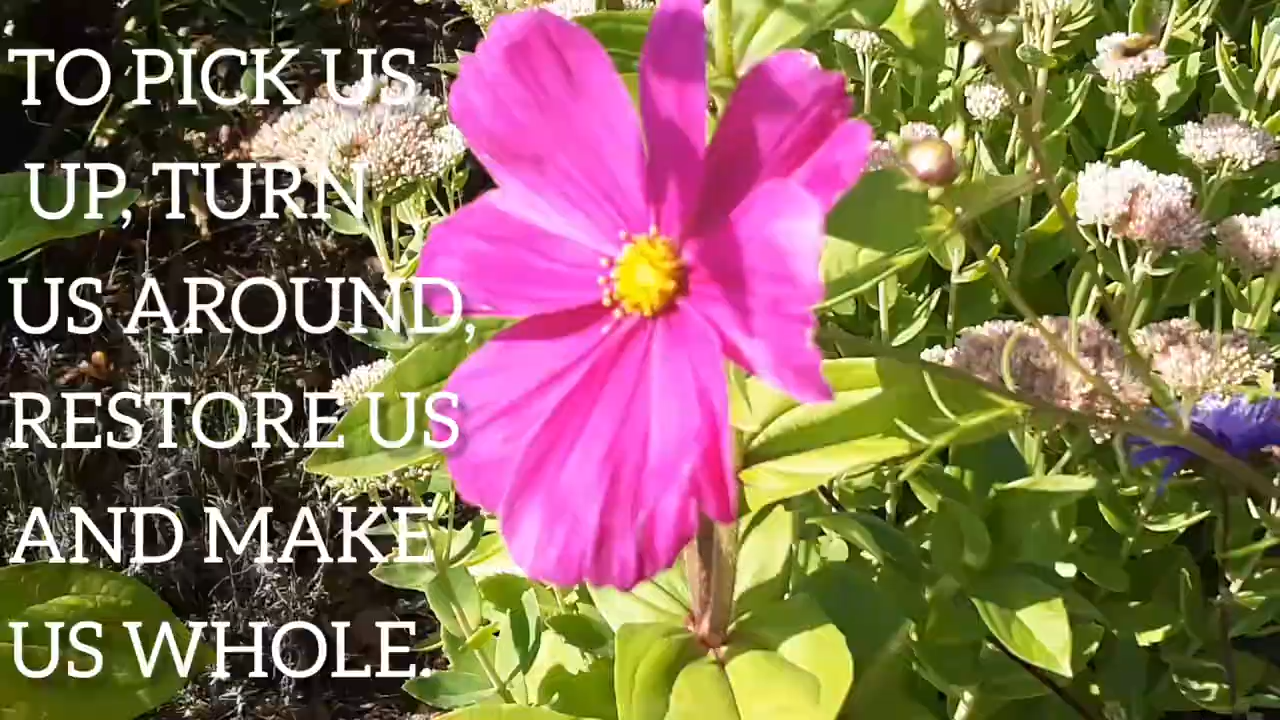 TO PICK US
UP, TURN
US AROUND,
RESTORE US
AND MAKE
US WHOLE.